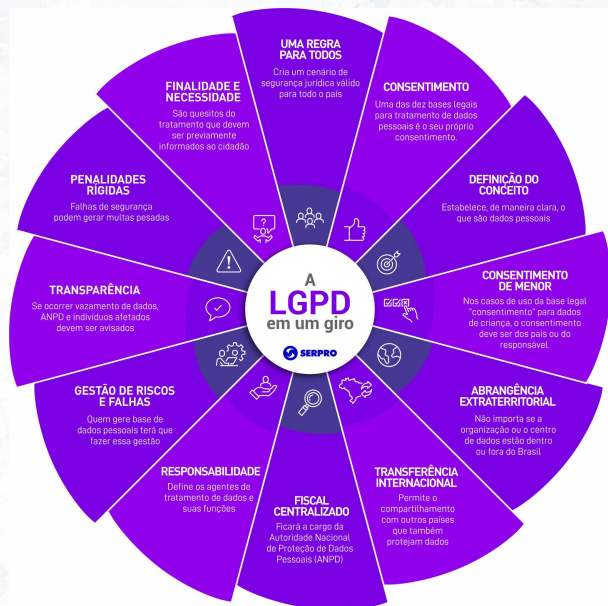 A
LGPD
em um giro
SERPRO
UMA REGRA
PARA TODOS
Cria um cenário de
segurança jurídica válido
para todo o país
CONSENTIMENTO
Uma das dez bases legais
para tratamento de dados
pessoais é o seu próprio
consentimento.
DEFINIÇÃO DO
CONCEITO
Estabelece, de maneira clara, o
que são dados pessoais
CONSENTIMENTO
DE MENOR
Nos casos de uso da base legal
"consentimento" para dados
de criança, o consentimento
deve ser dos pais ou do
responsável.
ABRANGÊNCIA
EXTRATERRITORIAL
Não importa se a
organização ou o centro
de dados estão dentro
ou fora do Brasil
TRANSFERÊNCIA
INTERNACIONAL
Permite o
compartilhamento
com outros países
que também
protejam dados
FISCAL
CENTRALIZADO
Ficará a cargo da
Autoridade Nacional
de Proteção de Dados
Pessoais (ANPD)
RESPONSABILIDADE
Define os agentes de
tratamento de dados e
suas funções
GESTÃO DE RISCOS
E FALHAS
Quem gere base de
dados pessoais terá que
fazer essa gestão
TRANSPARÊNCIA
Se ocorrer vazamento de dados,
ANPD e indivíduos afetados
devem ser avisados
PENALIDADES
RÍGIDAS
Falhas de segurança
podem gerar multas pesadas
FINALIDADE E
NECESSIDADE
São quesitos do
tratamento que devem
ser previamente
informados ao cidadão